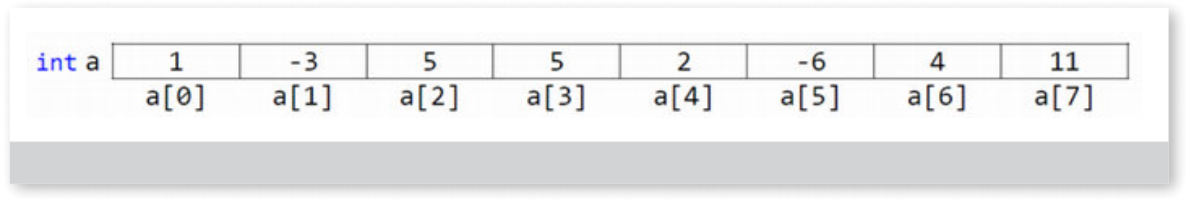 int a 1 -3 5 5 2 -6 4 11
a[0] a[1] a[2] a[3] a[4] a[5] a[6] a[7]